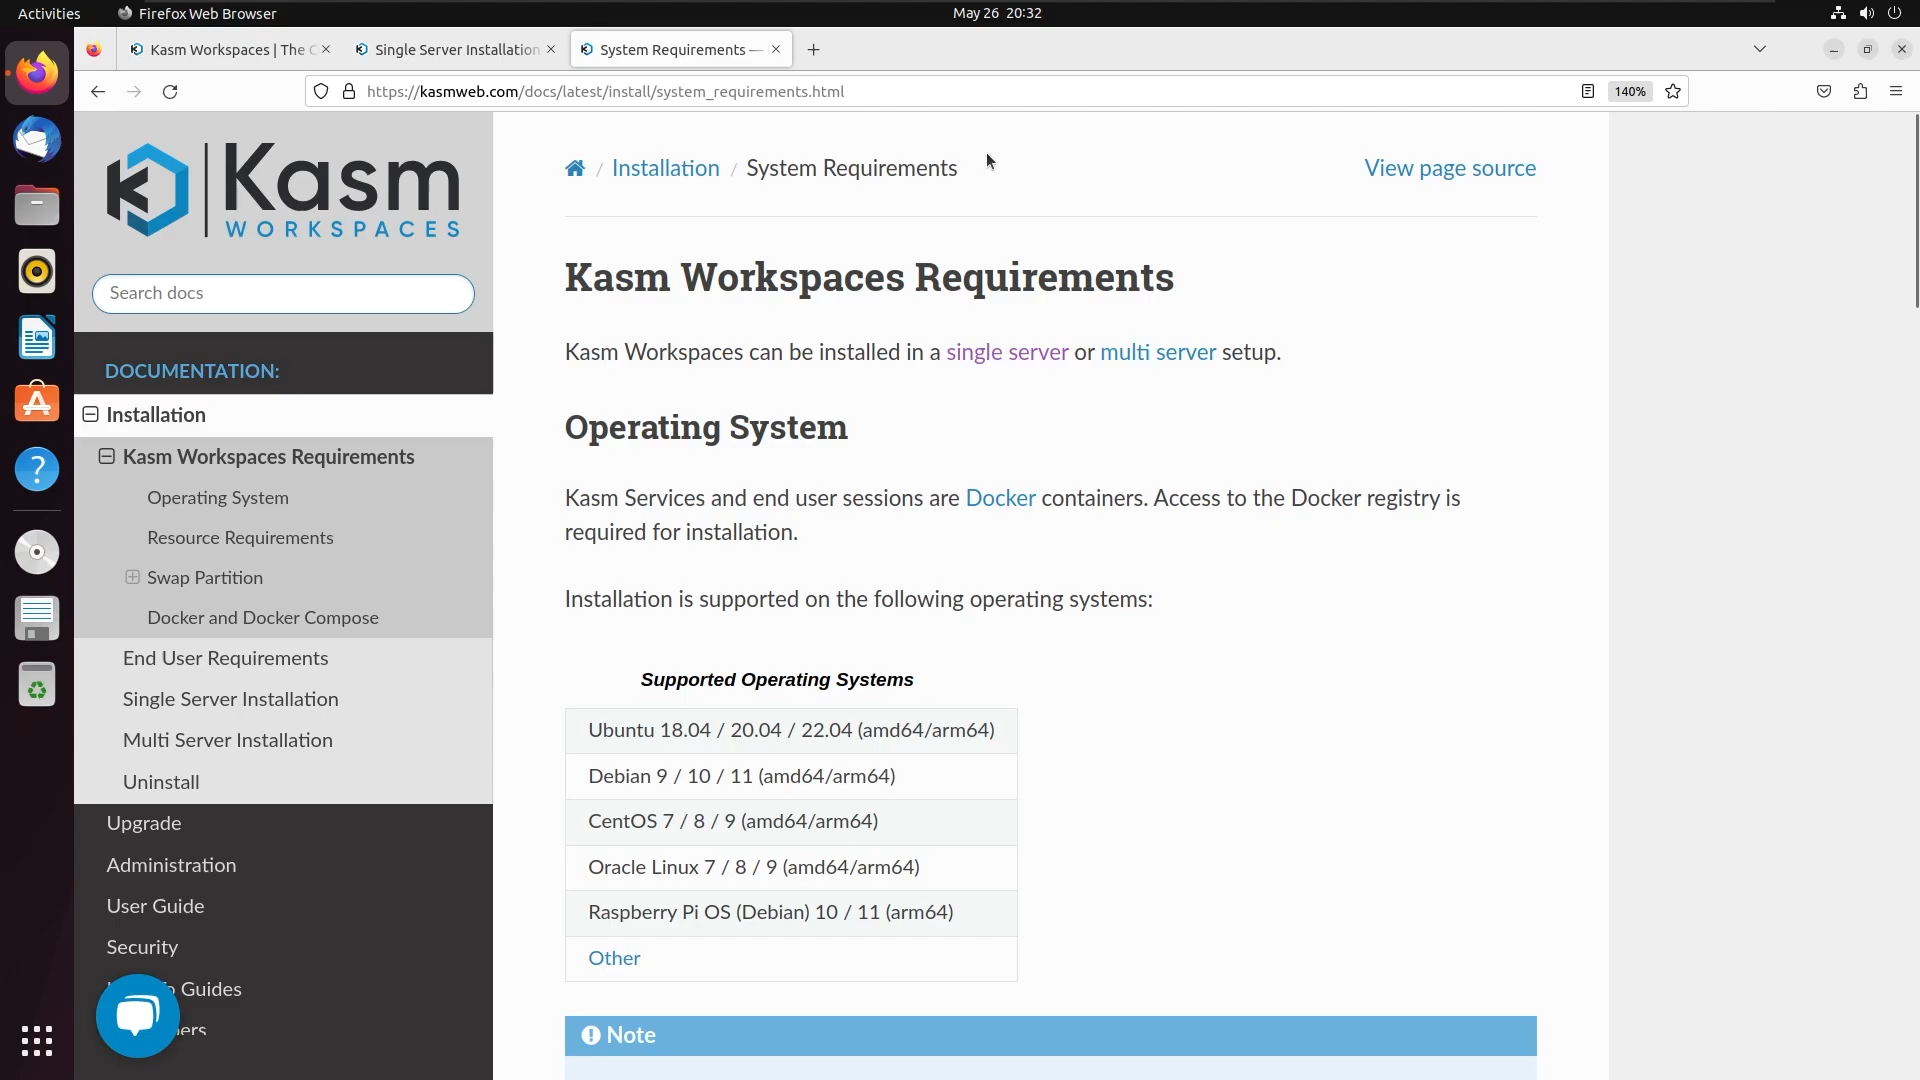 Activities
Firefox Web Browser
May 26 20:32
Kasm Workspaces | The C
Single Server Installation
System Requirements —
https://kasmweb.com/docs/latest/install/system_requirements.html
140%
Kasm
WORKSPACES
Search docs
DOCUMENTATION:
Installation
Kasm Workspaces Requirements
Operating System
Resource Requirements
Swap Partition
Docker and Docker Compose
End User Requirements
Single Server Installation
Multi Server Installation
Uninstall
Upgrade
Administration
User Guide
Security
Guides
ers
/ Installation / System Requirements
View page source
Kasm Workspaces Requirements
Kasm Workspaces can be installed in a single server or multi server setup.
Operating System
Kasm Services and end user sessions are Docker containers. Access to the Docker registry is
required for installation.
Installation is supported on the following operating systems:
Supported Operating Systems
Ubuntu 18.04 / 20.04 / 22.04 (amd64/arm64)
Debian 9 / 10 / 11 (amd64/arm64)
CentOS 7 / 8 / 9 (amd64/arm64)
Oracle Linux 7 / 8 / 9 (amd64/arm64)
Raspberry Pi OS (Debian) 10 / 11 (arm64)
Other
Note